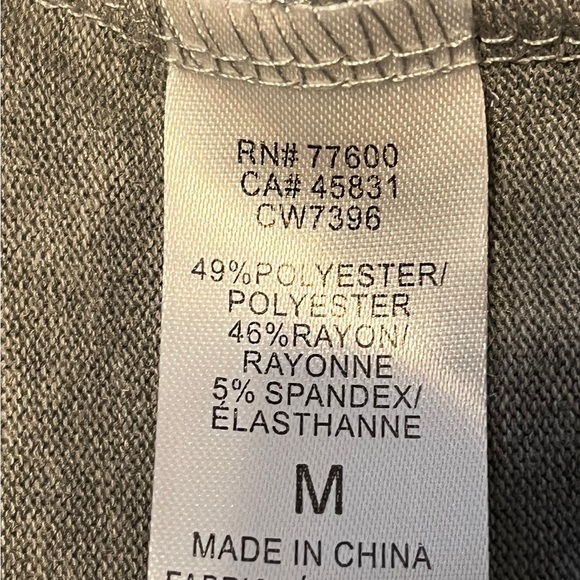 RN# 77600
CA# 45831
CW7396
49%POLYESTER/
POLYESTER
46%RAYON/
RAYONNE
5% SPANDEX/
ÉLASTHANNE
M
MADE IN CHINA